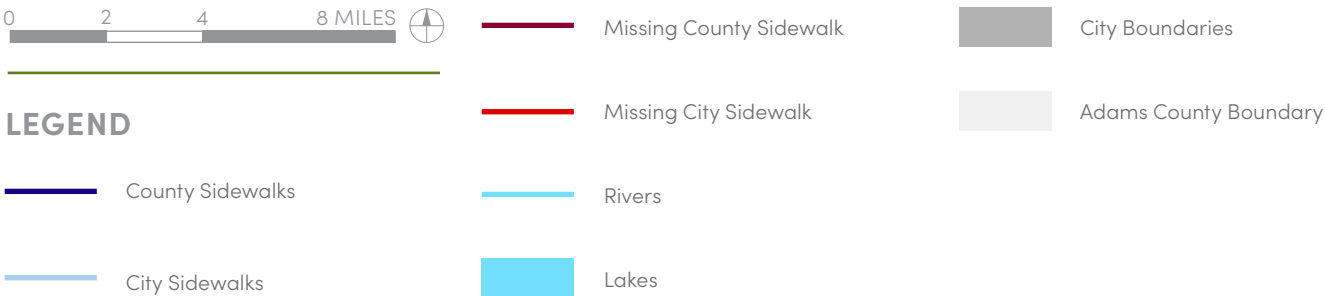 0 2 4 8 MILES
LEGEND
County Sidewalks
City Sidewalks
Missing County Sidewalk
Missing City Sidewalk
Rivers
Lakes
City Boundaries
Adams County Boundary